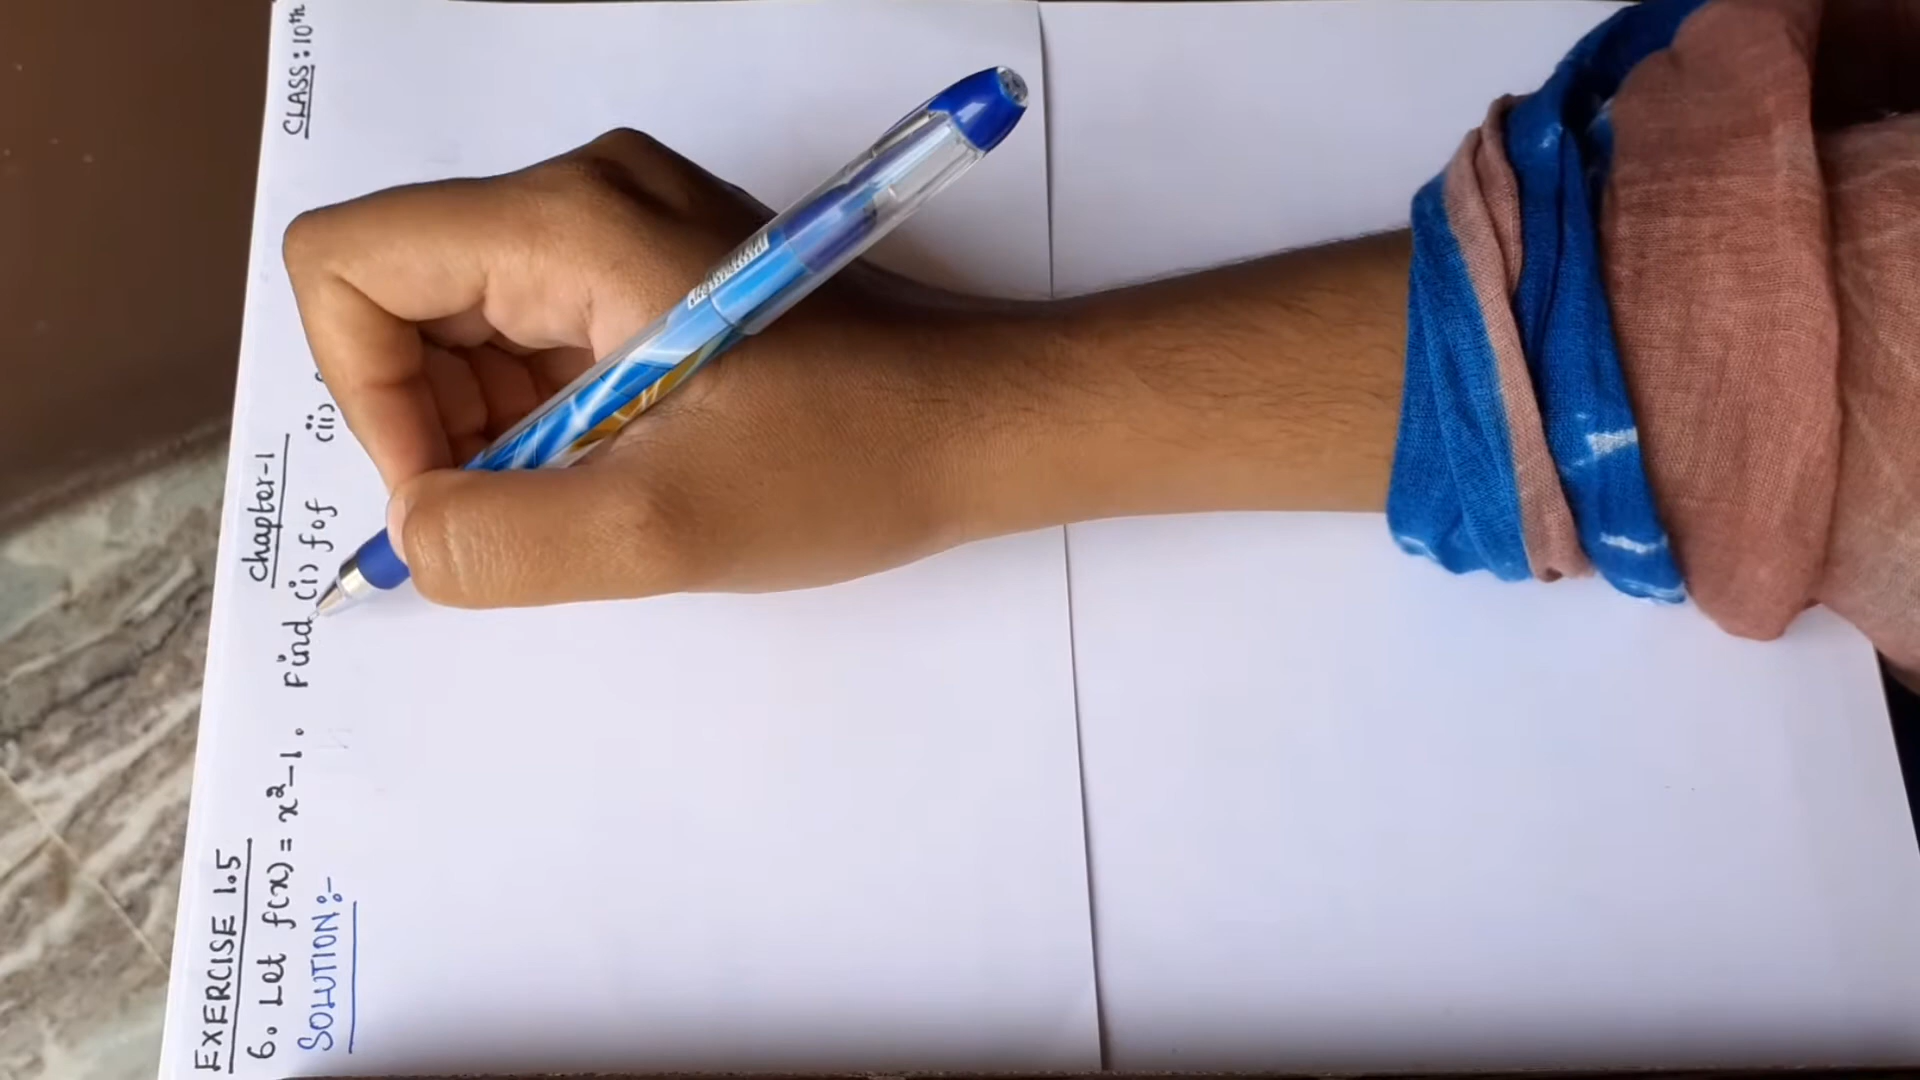 CLASS: 10th
Chapter-1
EXERCISE 1.5
6. Let f(x) = x²-1. Find (i) fof (ii)
SOLUTION:-